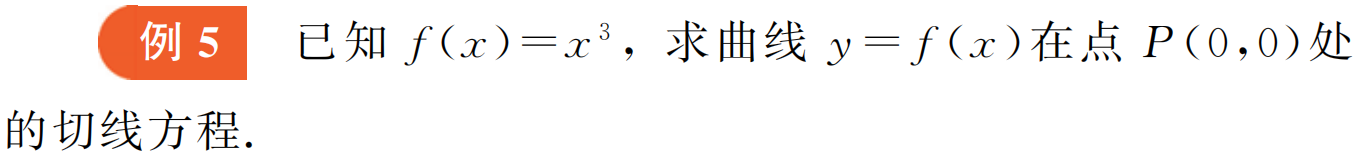 例 5 已知 f(x)=x³，求曲线 y=f(x)在点 P(0,0)处
的切线方程.